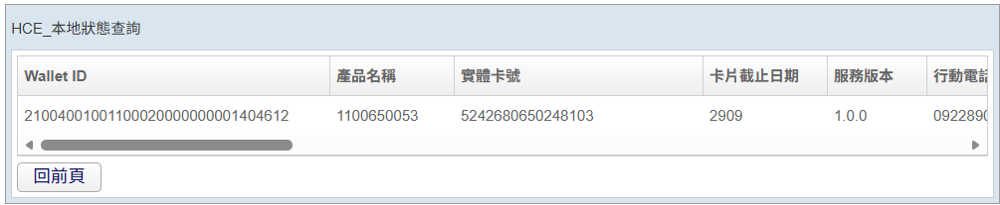 HCE_本地狀態查詢
Wallet ID 產品名稱 實體卡號 卡片截止日期 服務版本 行動電話
21004001001100020000000001404612 1100650053 5242680650248103 2909 1.0.0 0922890
回前頁